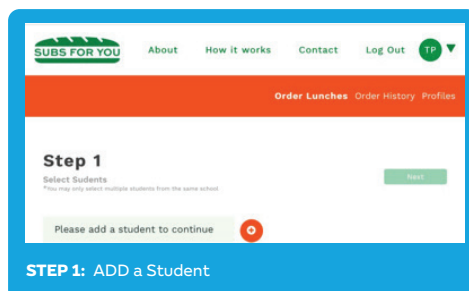 SUBS FOR YOU
About How it works Contact Log Out TP
Order Lunches Order History Profiles
Step 1
Select Sudents
*You may only select multiple students from the same school.
Next
Please add a student to continue
STEP 1: ADD a Student